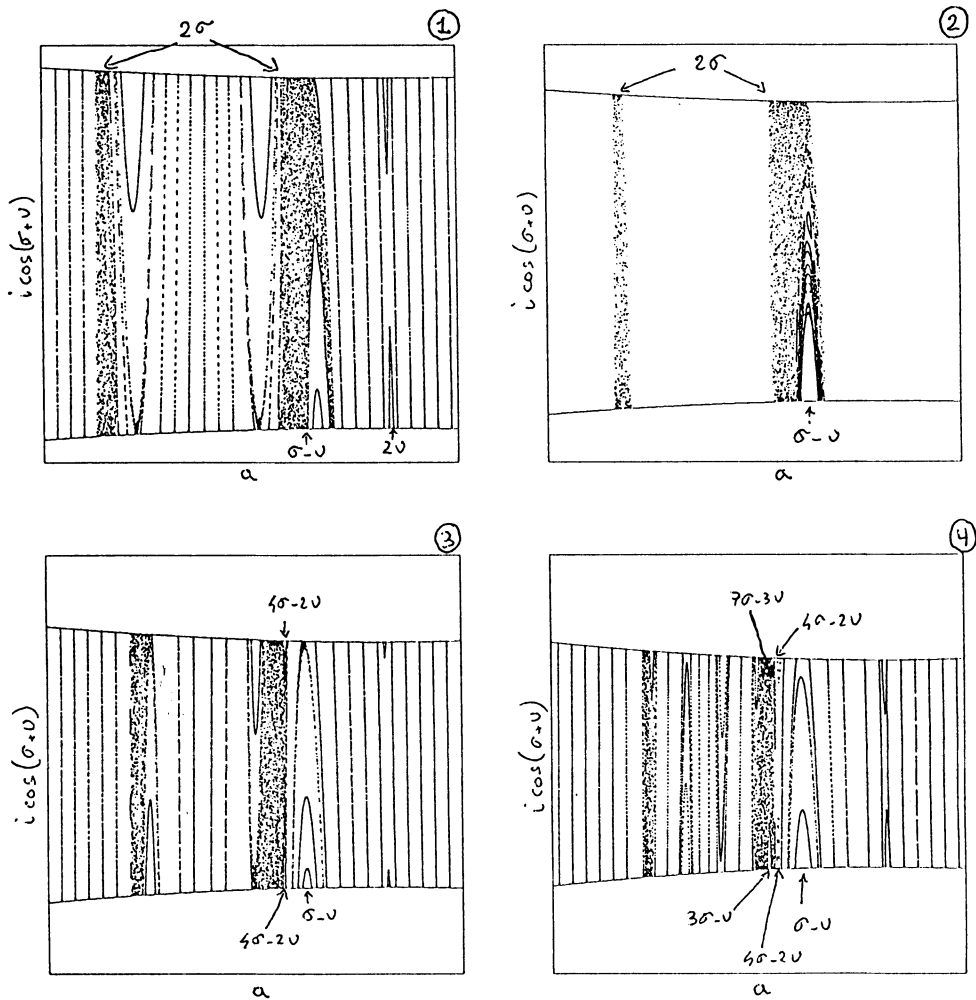 ① ②
2σ 2σ
i cos(σ+υ) i cos(σ+υ)
σ-υ 2υ σ-υ
a a
③ ④
4σ-2υ 7σ-3υ 4σ-2υ
i cos(σ+υ) i cos(σ+υ)
σ-υ 3σ-υ σ-υ
4σ-2υ 4σ-2υ
a a